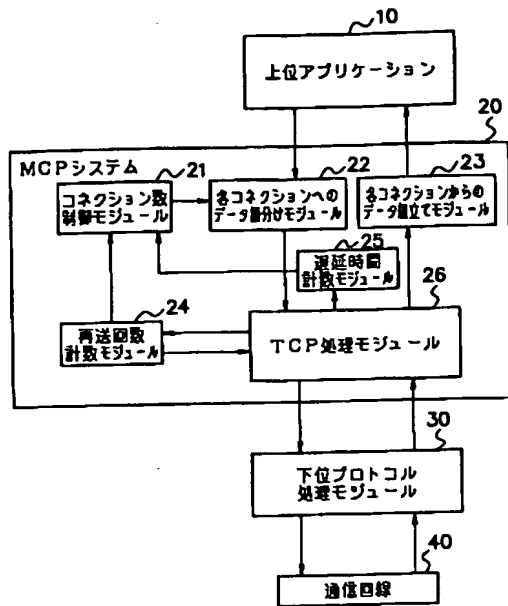 10
上位アプリケーション
20
MCPシステム
21
コネクション数
制御モジュール
22
各コネクションへの
データ振分けモジュール
23
各コネクションからの
データ組立てモジュール
25
遅延時間
計数モジュール
26
TCP処理モジュール
24
再送回数
計数モジュール
30
下位プロトコル
処理モジュール
40
通信回線